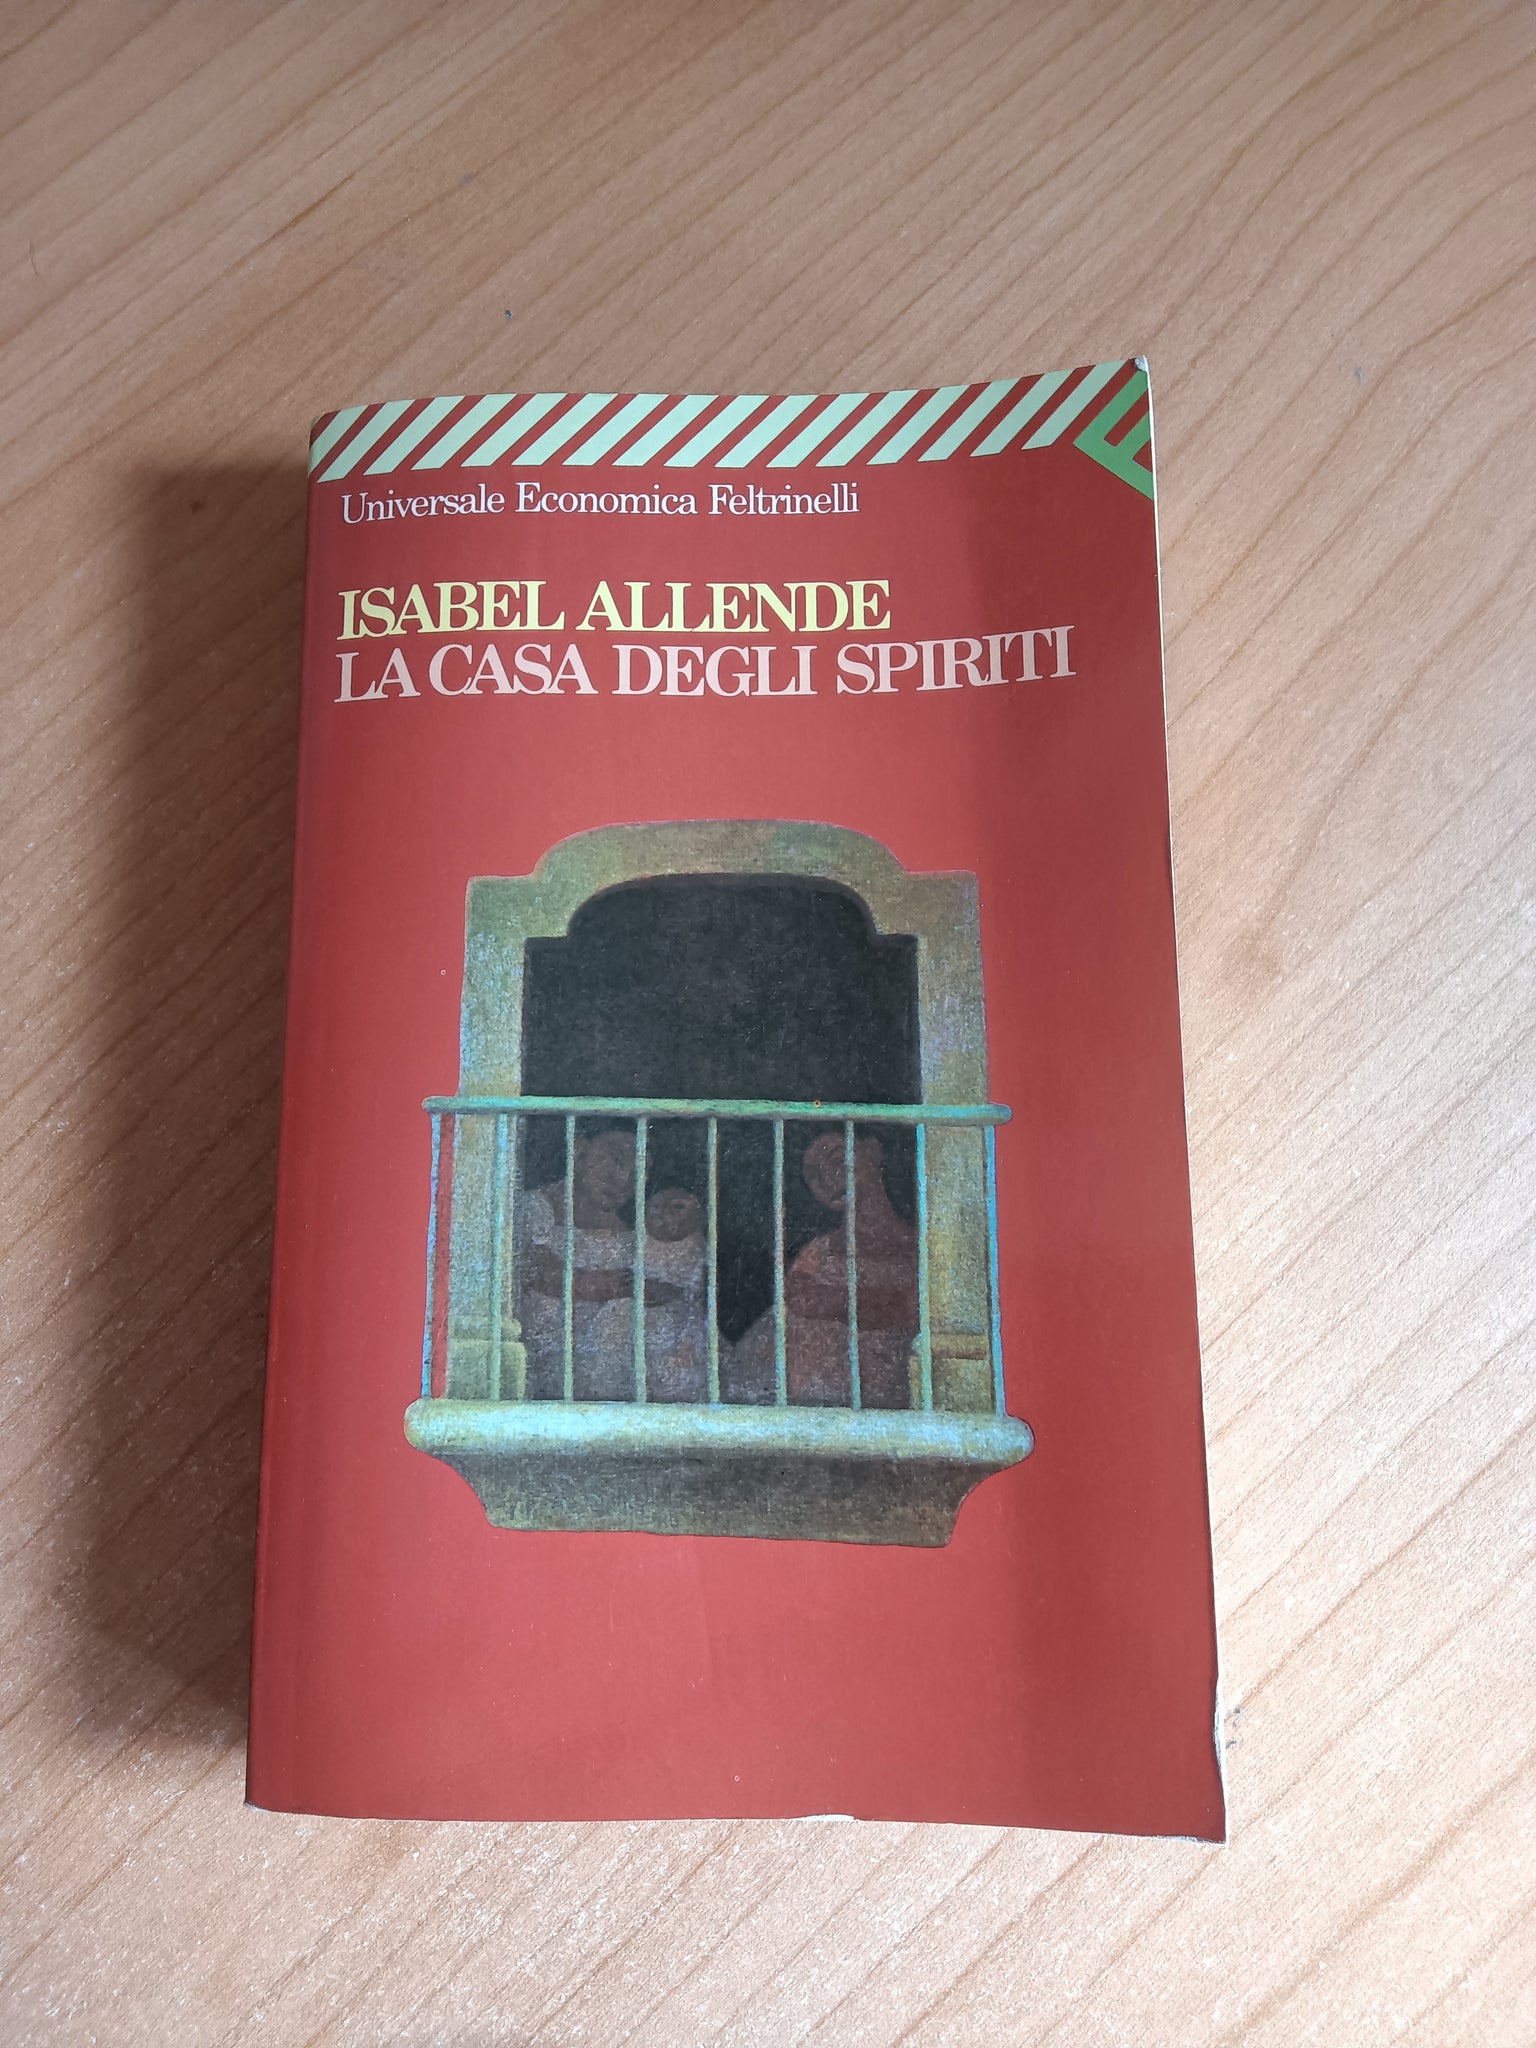 Universale Economica Feltrinelli
ISABEL ALLENDE
LA CASA DEGLI SPIRITI